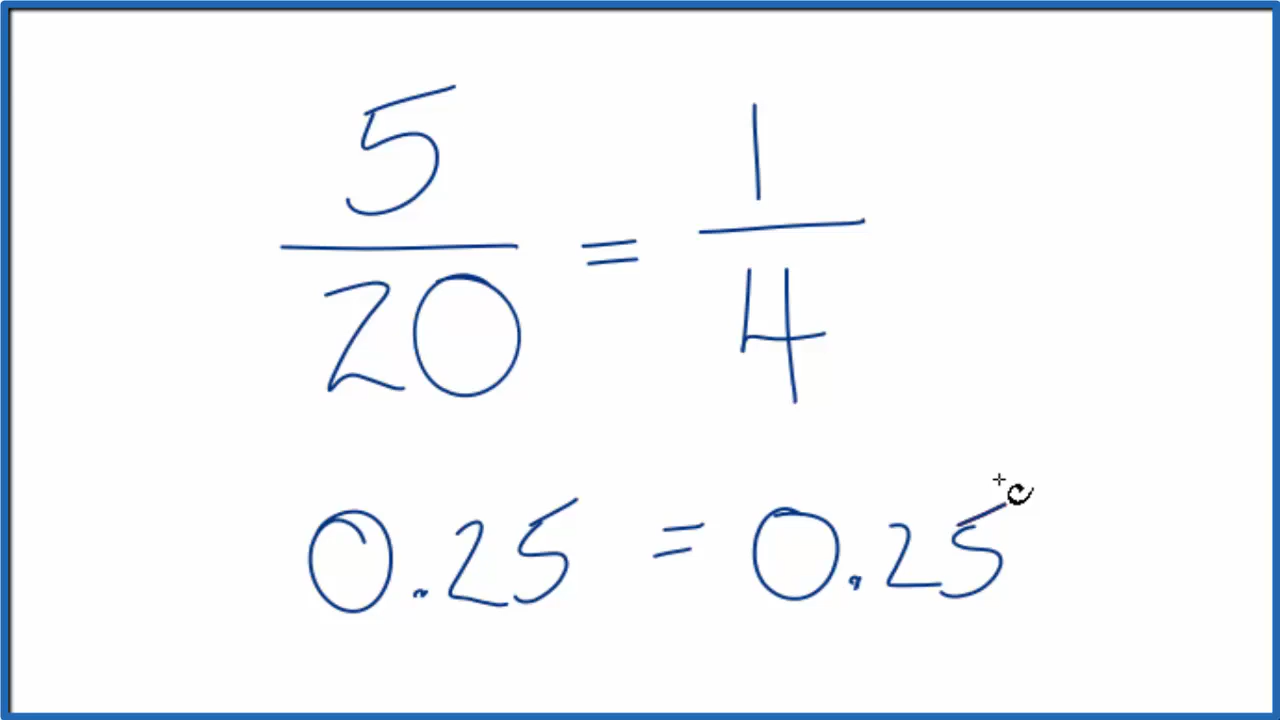 5/20 = 1/4
0.25 = 0.25